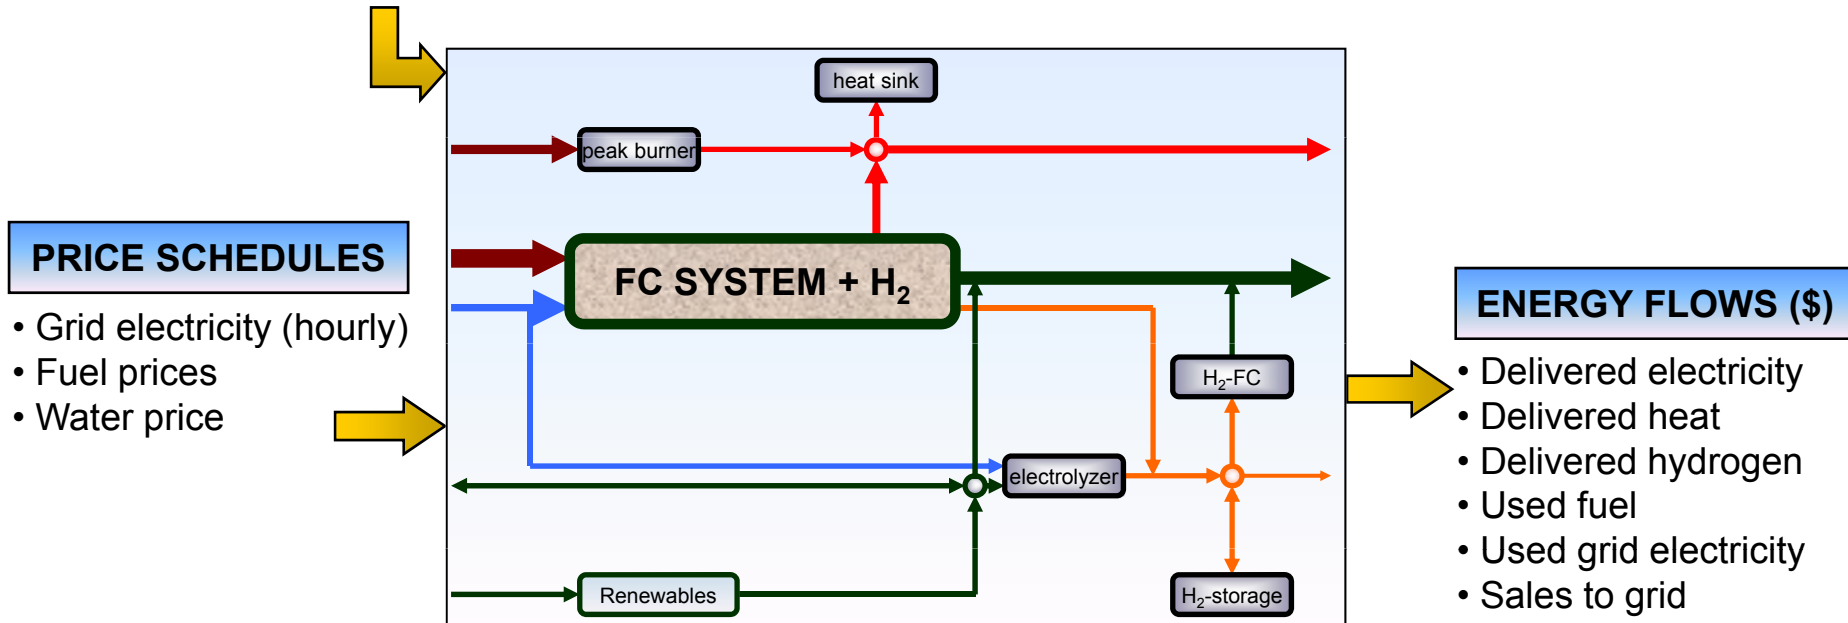 heat sink
peak burner
PRICE SCHEDULES
• Grid electricity (hourly)
• Fuel prices
• Water price
FC SYSTEM + H₂
ENERGY FLOWS ($)
• Delivered electricity
• Delivered heat
• Delivered hydrogen
• Used fuel
• Used grid electricity
• Sales to grid
H₂-FC
electrolyzer
Renewables
H₂-storage